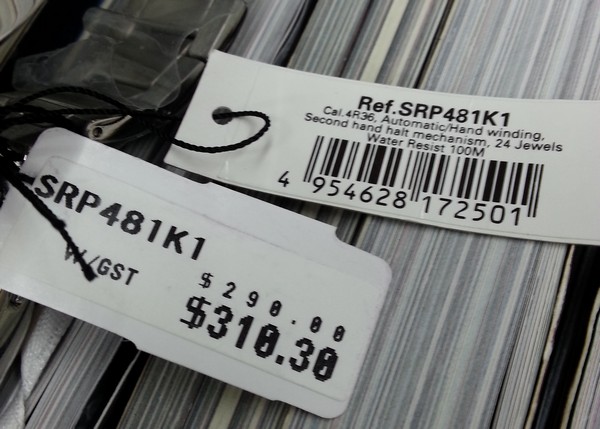 Ref.SRP481K1
Cal.4R36, Automatic/Hand winding,
Second hand halt mechanism, 24 Jewels
Water Resist 100M
4 954628 172501
SRP481K1
W/GST
$290.00
$310.30